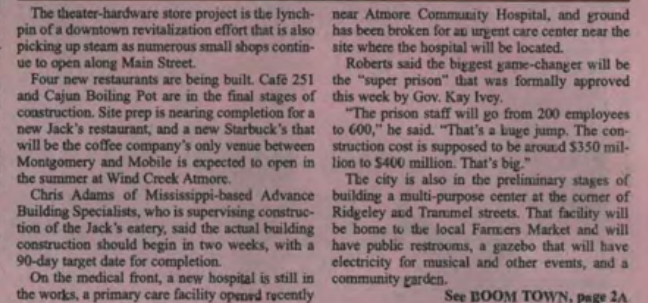 The theater-hardware store project is the lynch-
pin of a downtown revitalization effort that is also
picking up steam as numerous small shops contin-
ue to open along Main Street.
Four new restaurants are being built. Café 251
and Cajun Boiling Pot are in the final stages of
construction. Site prep is nearing completion for a
new Jack's restaurant, and a new Starbuck's that
will be the coffee company's only venue between
Montgomery and Mobile is expected to open in
the summer at Wind Creek Atmore.
Chris Adams of Mississippi-based Advance
Building Specialists, who is supervising construc-
tion of the Jack's eatery, said the actual building
construction should begin in two weeks, with a
90-day target date for completion.
On the medical front, a new hospital is still in
the works, a primary care facility opened recently
near Atmore Community Hospital, and ground
has been broken for an urgent care center near the
site where the hospital will be located.
Roberts said the biggest game-changer will be
the "super prison" that was formally approved
this week by Gov. Kay Ivey.
"The prison staff will go from 200 employees
to 600," he said. "That's a huge jump. The con-
struction cost is supposed to be around $350 mil-
lion to $400 million. That's big."
The city is also in the preliminary stages of
building a multi-purpose center at the corner of
Ridgeley and Trammel streets. That facility will
be home to the local Farmers Market and will
have public restrooms, a gazebo that will have
electricity for musical and other events, and a
community garden.
See BOOM TOWN, page 2A